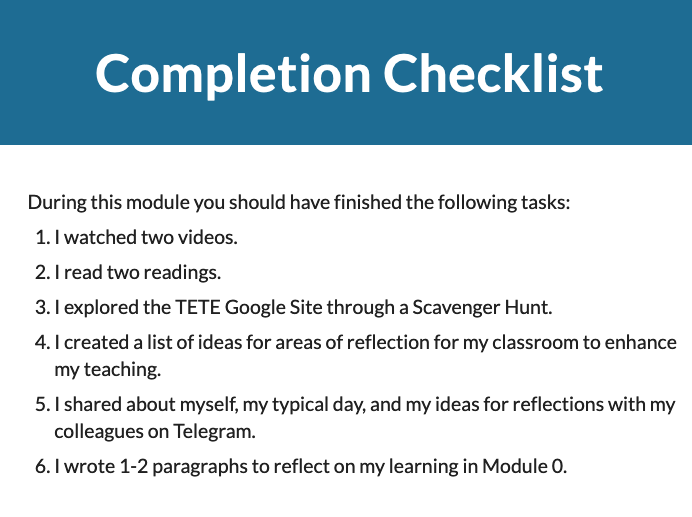 Completion Checklist
During this module you should have finished the following tasks:
1. I watched two videos.
2. I read two readings.
3. I explored the TETE Google Site through a Scavenger Hunt.
4. I created a list of ideas for areas of reflection for my classroom to enhance
my teaching.
5. I shared about myself, my typical day, and my ideas for reflections with my
colleagues on Telegram.
6. I wrote 1-2 paragraphs to reflect on my learning in Module 0.